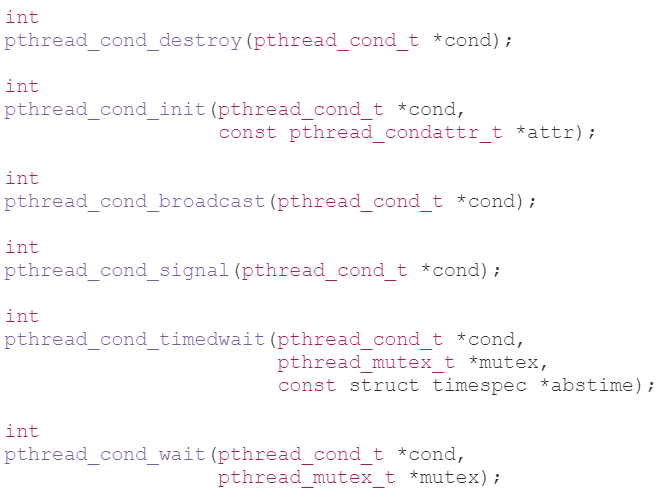 int
pthread_cond_destroy(pthread_cond_t *cond);
int
pthread_cond_init(pthread_cond_t *cond,
const pthread_condattr_t *attr);
int
pthread_cond_broadcast(pthread_cond_t *cond);
int
pthread_cond_signal(pthread_cond_t *cond);
int
pthread_cond_timedwait(pthread_cond_t *cond,
pthread_mutex_t *mutex,
const struct timespec *abstime);
int
pthread_cond_wait(pthread_cond_t *cond,
pthread_mutex_t *mutex);